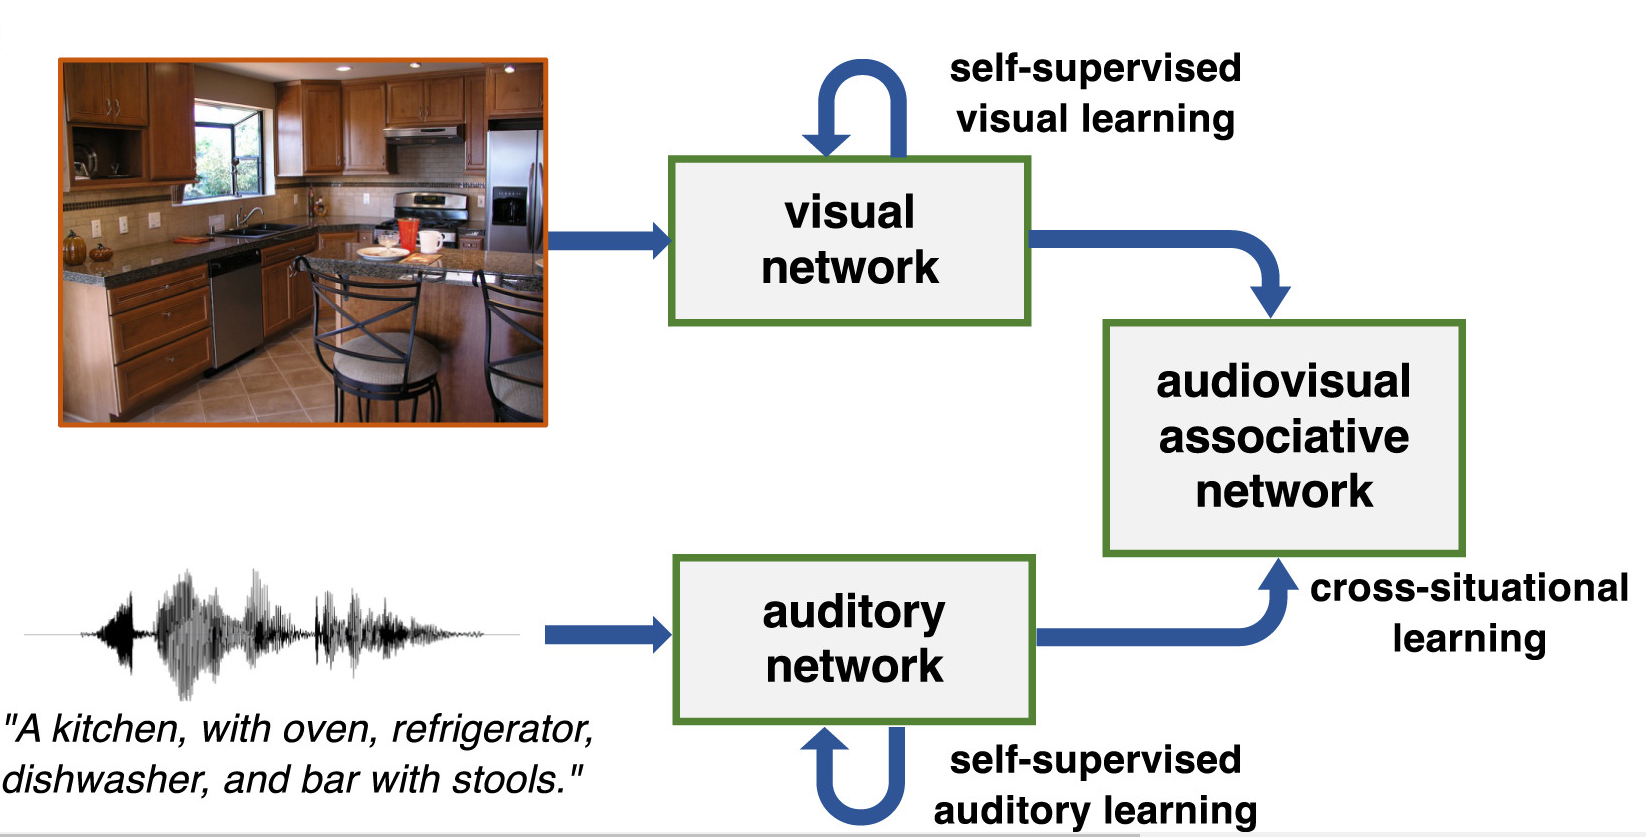 self-supervised
visual learning
visual
network
audiovisual
associative
network
auditory
network
cross-situational
learning
"A kitchen, with oven, refrigerator,
dishwasher, and bar with stools."
self-supervised
auditory learning